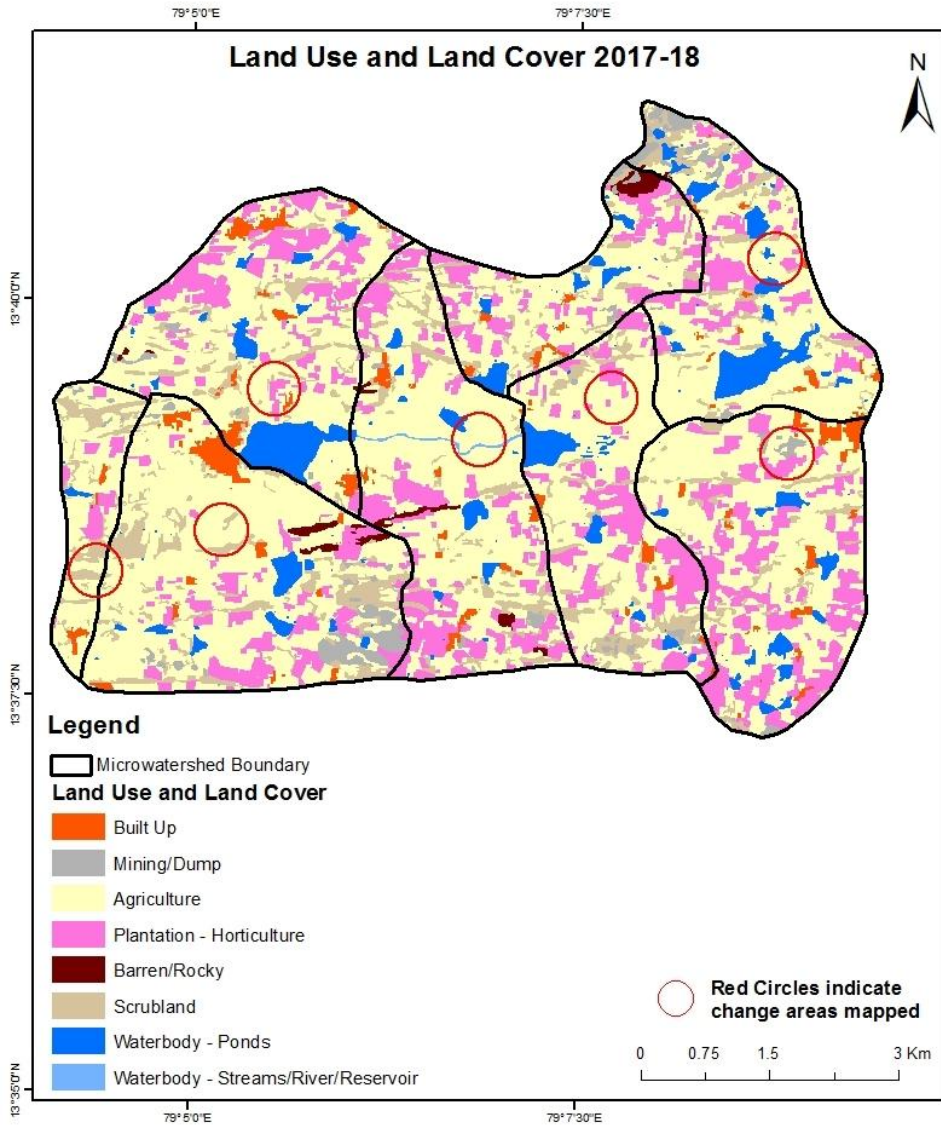 79°5'0"E 79°7'30"E
Land Use and Land Cover 2017-18
N
13°40'0"N
13°37'30"N
Legend
Microwatershed Boundary
Land Use and Land Cover
Built Up
Mining/Dump
Agriculture
Plantation - Horticulture
Barren/Rocky
Scrubland
Waterbody - Ponds
Waterbody - Streams/River/Reservoir
Red Circles indicate
change areas mapped
0 0.75 1.5 3 Km
13°35'0"N
79°5'0"E 79°7'30"E